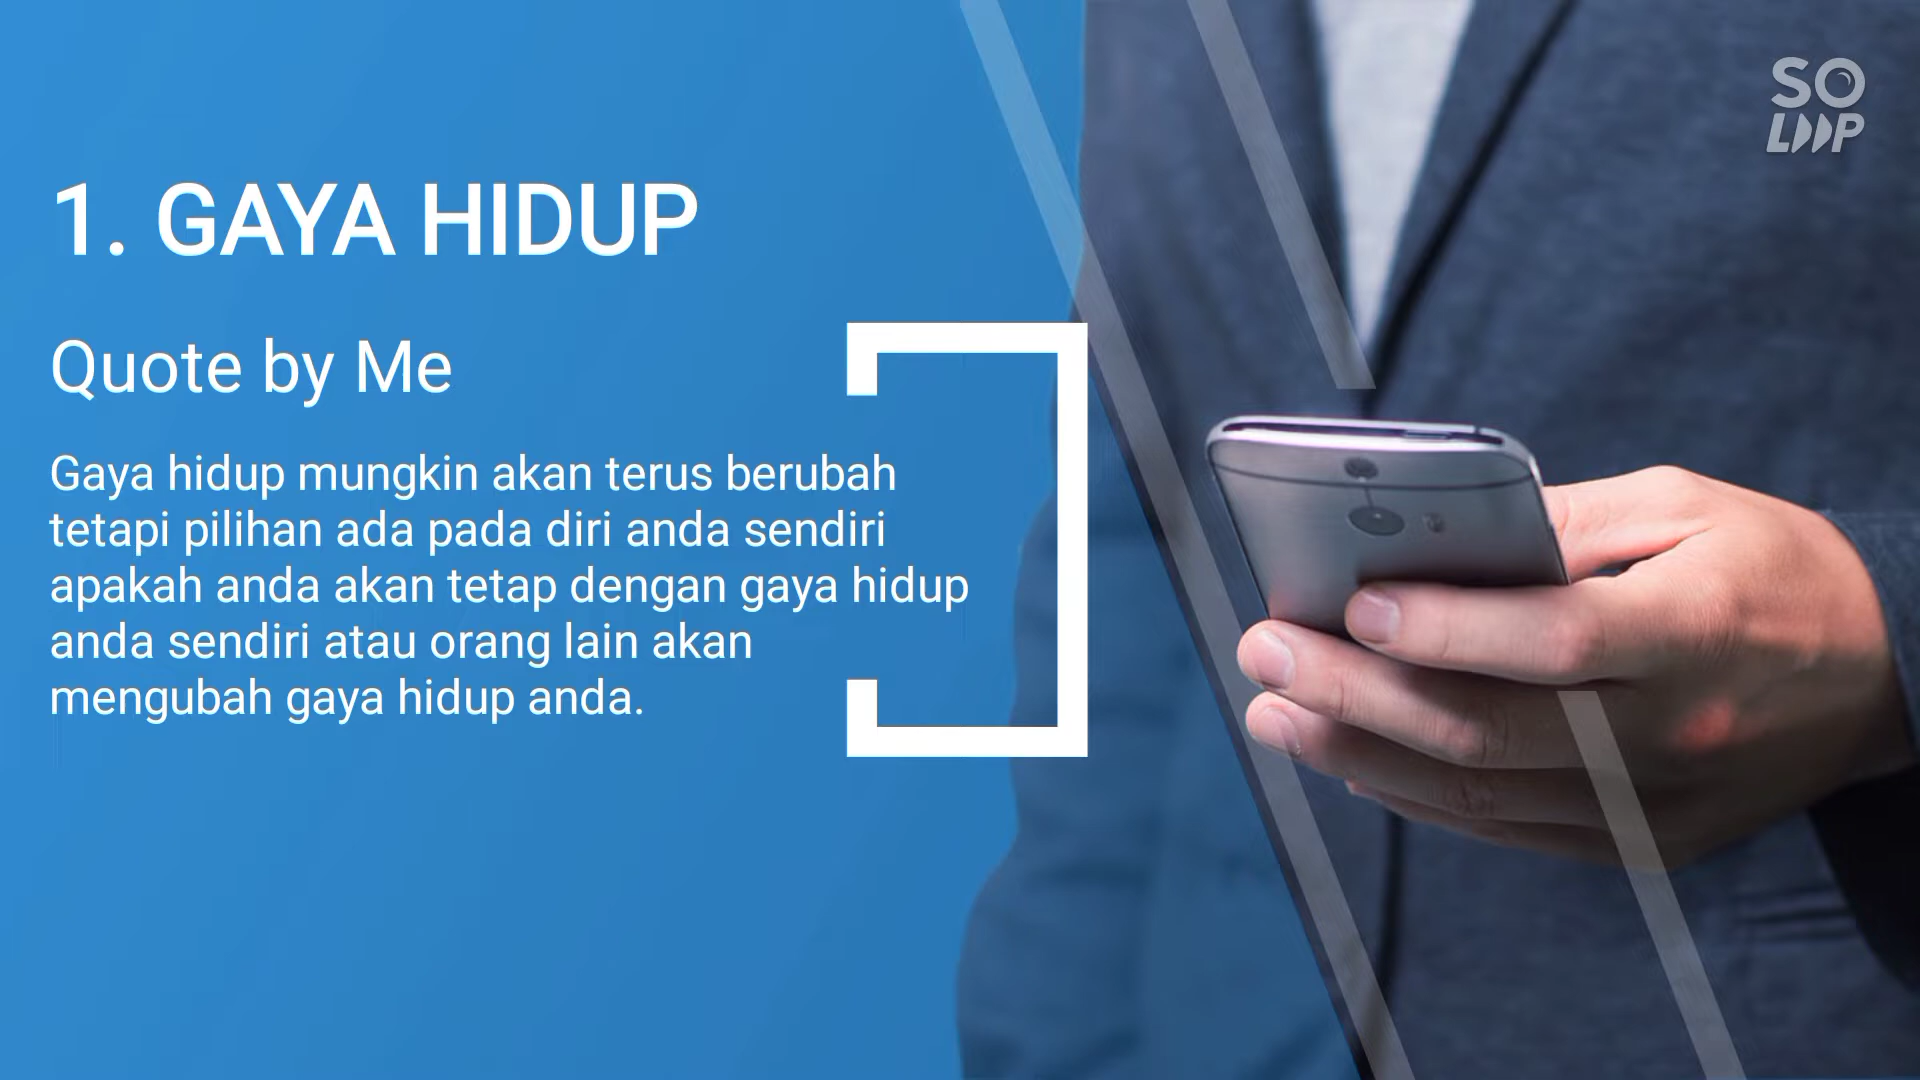 1. GAYA HIDUP
Quote by Me
Gaya hidup mungkin akan terus berubah
tetapi pilihan ada pada diri anda sendiri
apakah anda akan tetap dengan gaya hidup
anda sendiri atau orang lain akan
mengubah gaya hidup anda.
SO
LOOP